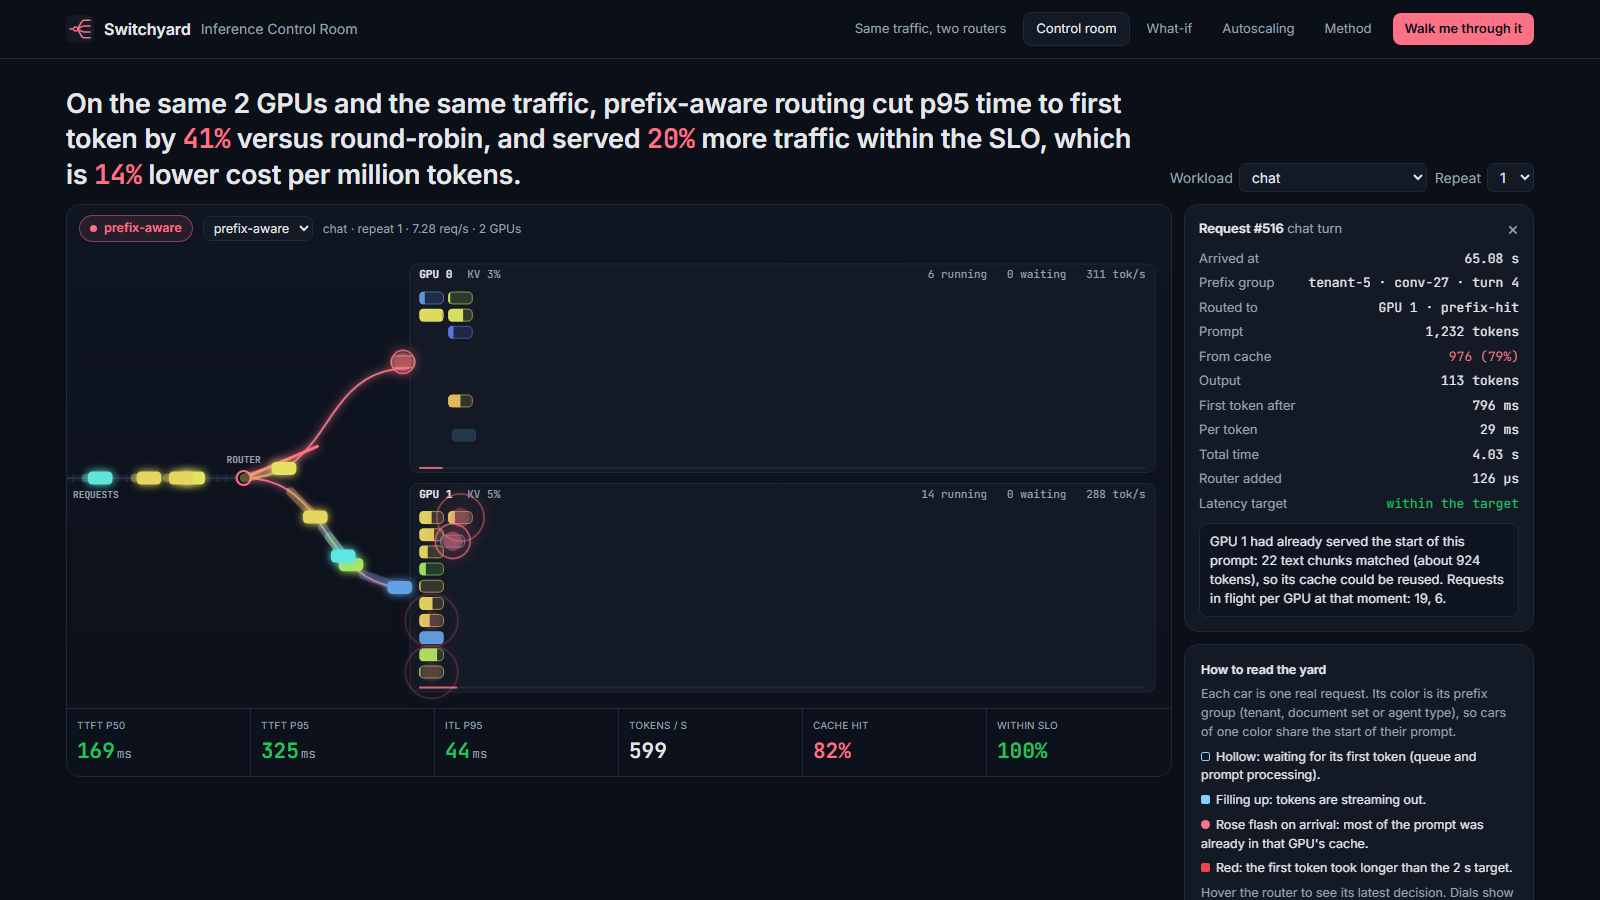 Switchyard Inference Control Room
Same traffic, two routers
Control room
What-if
Autoscaling
Method
Walk me through it
On the same 2 GPUs and the same traffic, prefix-aware routing cut p95 time to first
token by 41% versus round-robin, and served 20% more traffic within the SLO, which
is 14% lower cost per million tokens.
Workload chat Repeat 1
prefix-aware prefix-aware chat · repeat 1 · 7.28 req/s · 2 GPUs
GPU 0 KV 3% 6 running 0 waiting 311 tok/s
ROUTER
REQUESTS
GPU 1 KV 5% 14 running 0 waiting 288 tok/s
TTFT P50
169ms
TTFT P95
325ms
ITL P95
44ms
TOKENS / S
599
CACHE HIT
82%
WITHIN SLO
100%
Request #516 chat turn ×
Arrived at 65.08 s
Prefix group tenant-5 · conv-27 · turn 4
Routed to GPU 1 · prefix-hit
Prompt 1,232 tokens
From cache 976 (79%)
Output 113 tokens
First token after 796 ms
Per token 29 ms
Total time 4.03 s
Router added 126 µs
Latency target within the target
GPU 1 had already served the start of this
prompt: 22 text chunks matched (about 924
tokens), so its cache could be reused. Requests
in flight per GPU at that moment: 19, 6.
How to read the yard
Each car is one real request. Its color is its prefix
group (tenant, document set or agent type), so cars
of one color share the start of their prompt.
Hollow: waiting for its first token (queue and
prompt processing).
Filling up: tokens are streaming out.
Rose flash on arrival: most of the prompt was
already in that GPU's cache.
Red: the first token took longer than the 2 s target.
Hover the router to see its latest decision. Dials show